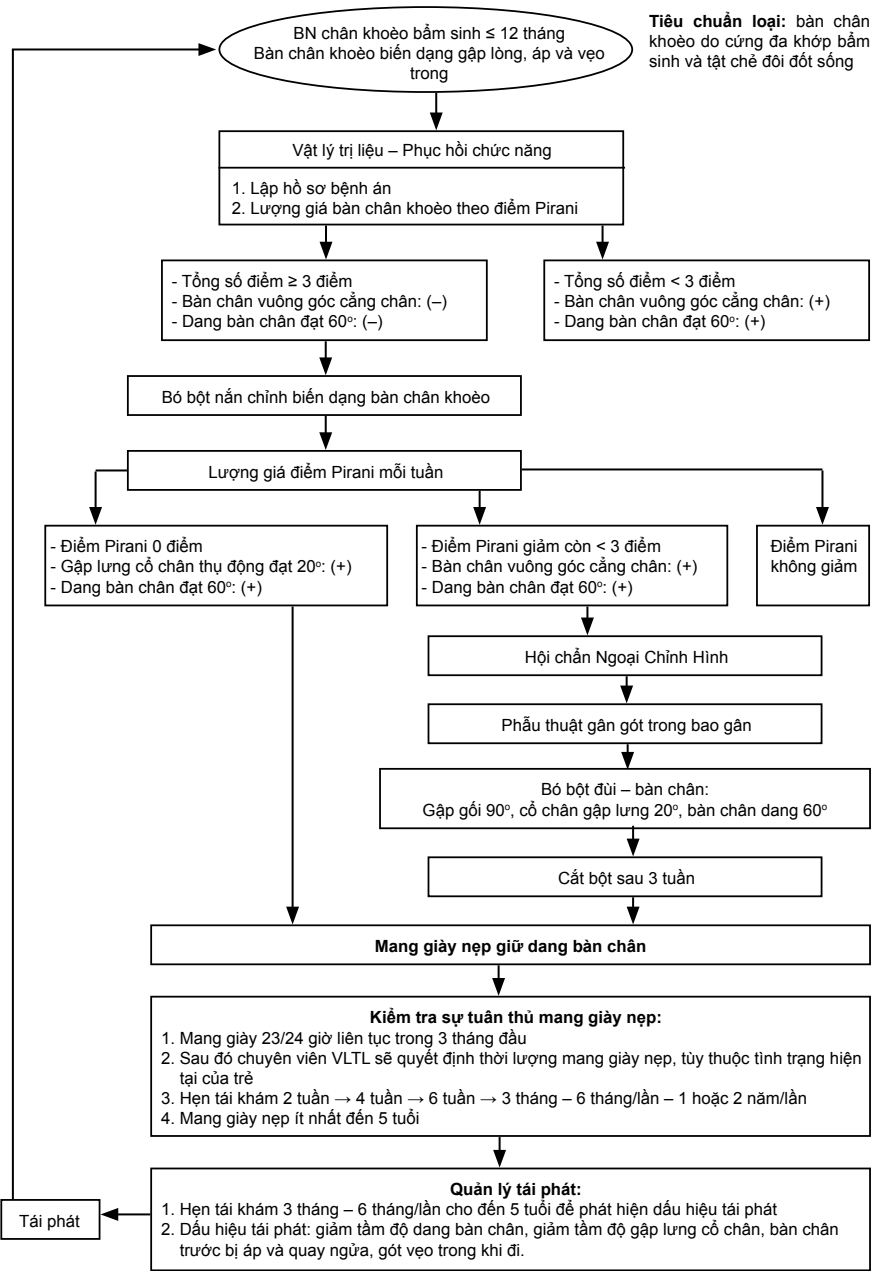 BN chân khoèo bẩm sinh ≤ 12 tháng
Bàn chân khoèo biến dạng gập lòng, áp và vẹo
trong
Tiêu chuẩn loại: bàn chân
khoèo do cứng đa khớp bẩm
sinh và tật chẻ đôi đốt sống
Vật lý trị liệu – Phục hồi chức năng
1. Lập hồ sơ bệnh án
2. Lượng giá bàn chân khoèo theo điểm Pirani
- Tổng số điểm ≥ 3 điểm
- Bàn chân vuông góc cẳng chân: (–)
- Dang bàn chân đạt 60º: (–)
- Tổng số điểm < 3 điểm
- Bàn chân vuông góc cẳng chân: (+)
- Dang bàn chân đạt 60º: (+)
Bó bột nắn chỉnh biến dạng bàn chân khoèo
Lượng giá điểm Pirani mỗi tuần
- Điểm Pirani 0 điểm
- Gập lưng cổ chân thụ động đạt 20º: (+)
- Dang bàn chân đạt 60º: (+)
- Điểm Pirani giảm còn < 3 điểm
- Bàn chân vuông góc cẳng chân: (+)
- Dang bàn chân đạt 60º: (+)
Điểm Pirani
không giảm
Hội chẩn Ngoại Chỉnh Hình
Phẫu thuật gân gót trong bao gân
Bó bột đùi – bàn chân:
Gập gối 90º, cổ chân gập lưng 20º, bàn chân dang 60º
Cắt bột sau 3 tuần
Mang giày nẹp giữ dang bàn chân
Kiểm tra sự tuân thủ mang giày nẹp:
1. Mang giày 23/24 giờ liên tục trong 3 tháng đầu
2. Sau đó chuyên viên VLTL sẽ quyết định thời lượng mang giày nẹp, tùy thuộc tình trạng hiện
tại của trẻ
3. Hẹn tái khám 2 tuần → 4 tuần → 6 tuần → 3 tháng – 6 tháng/lần – 1 hoặc 2 năm/lần
4. Mang giày nẹp ít nhất đến 5 tuổi
Quản lý tái phát:
1. Hẹn tái khám 3 tháng – 6 tháng/lần cho đến 5 tuổi để phát hiện dấu hiệu tái phát
2. Dấu hiệu tái phát: giảm tầm độ dang bàn chân, giảm tầm độ gập lưng cổ chân, bàn chân
trước bị áp và quay ngửa, gót vẹo trong khi đi.
Tái phát